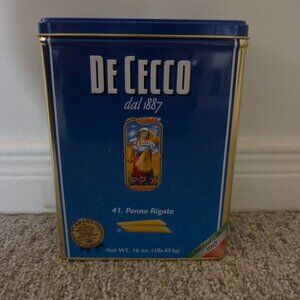 DE CECCO®
dal 1887
41. Penne Rigate
Net WT. 16 oz. (1lb-453g)